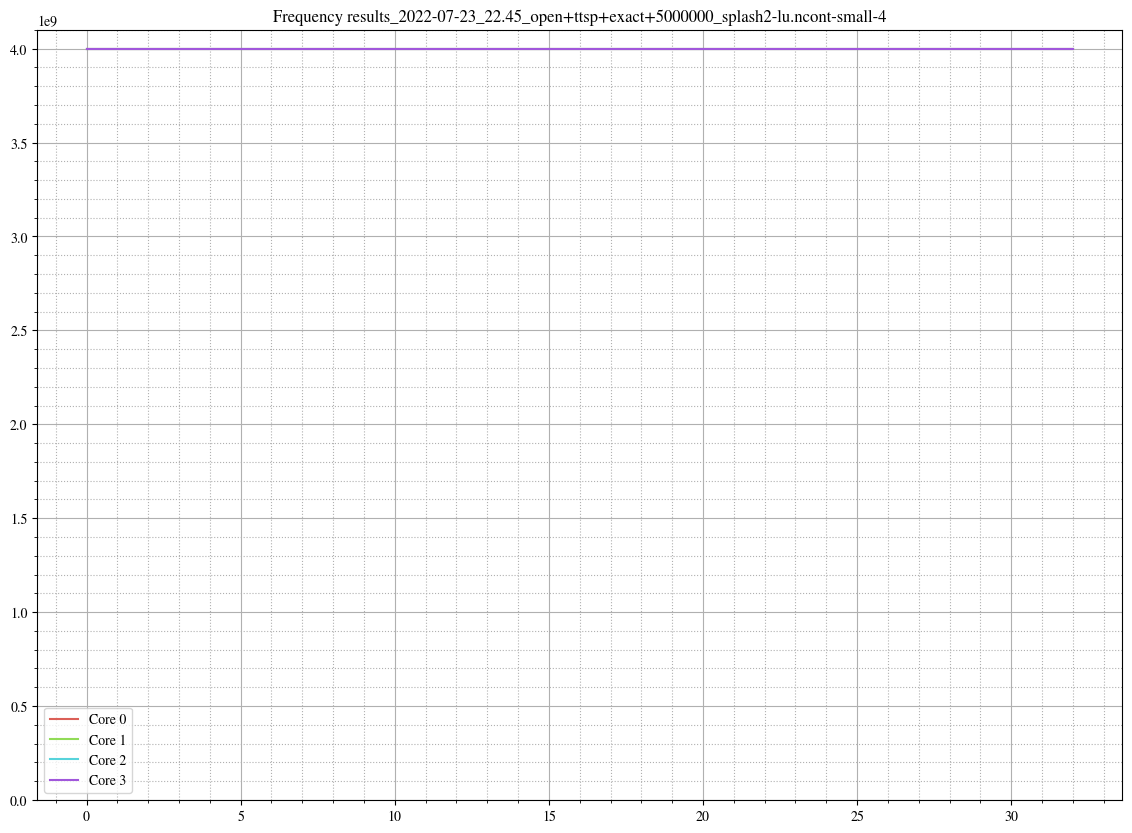 Frequency results_2022-07-23_22.45_open+ttsp+exact+5000000_splash2-lu.ncont-small-4
1e9
4.0
3.5
3.0
2.5
2.0
1.5
1.0
0.5
0.0
Core 0
Core 1
Core 2
Core 3
0 5 10 15 20 25 30